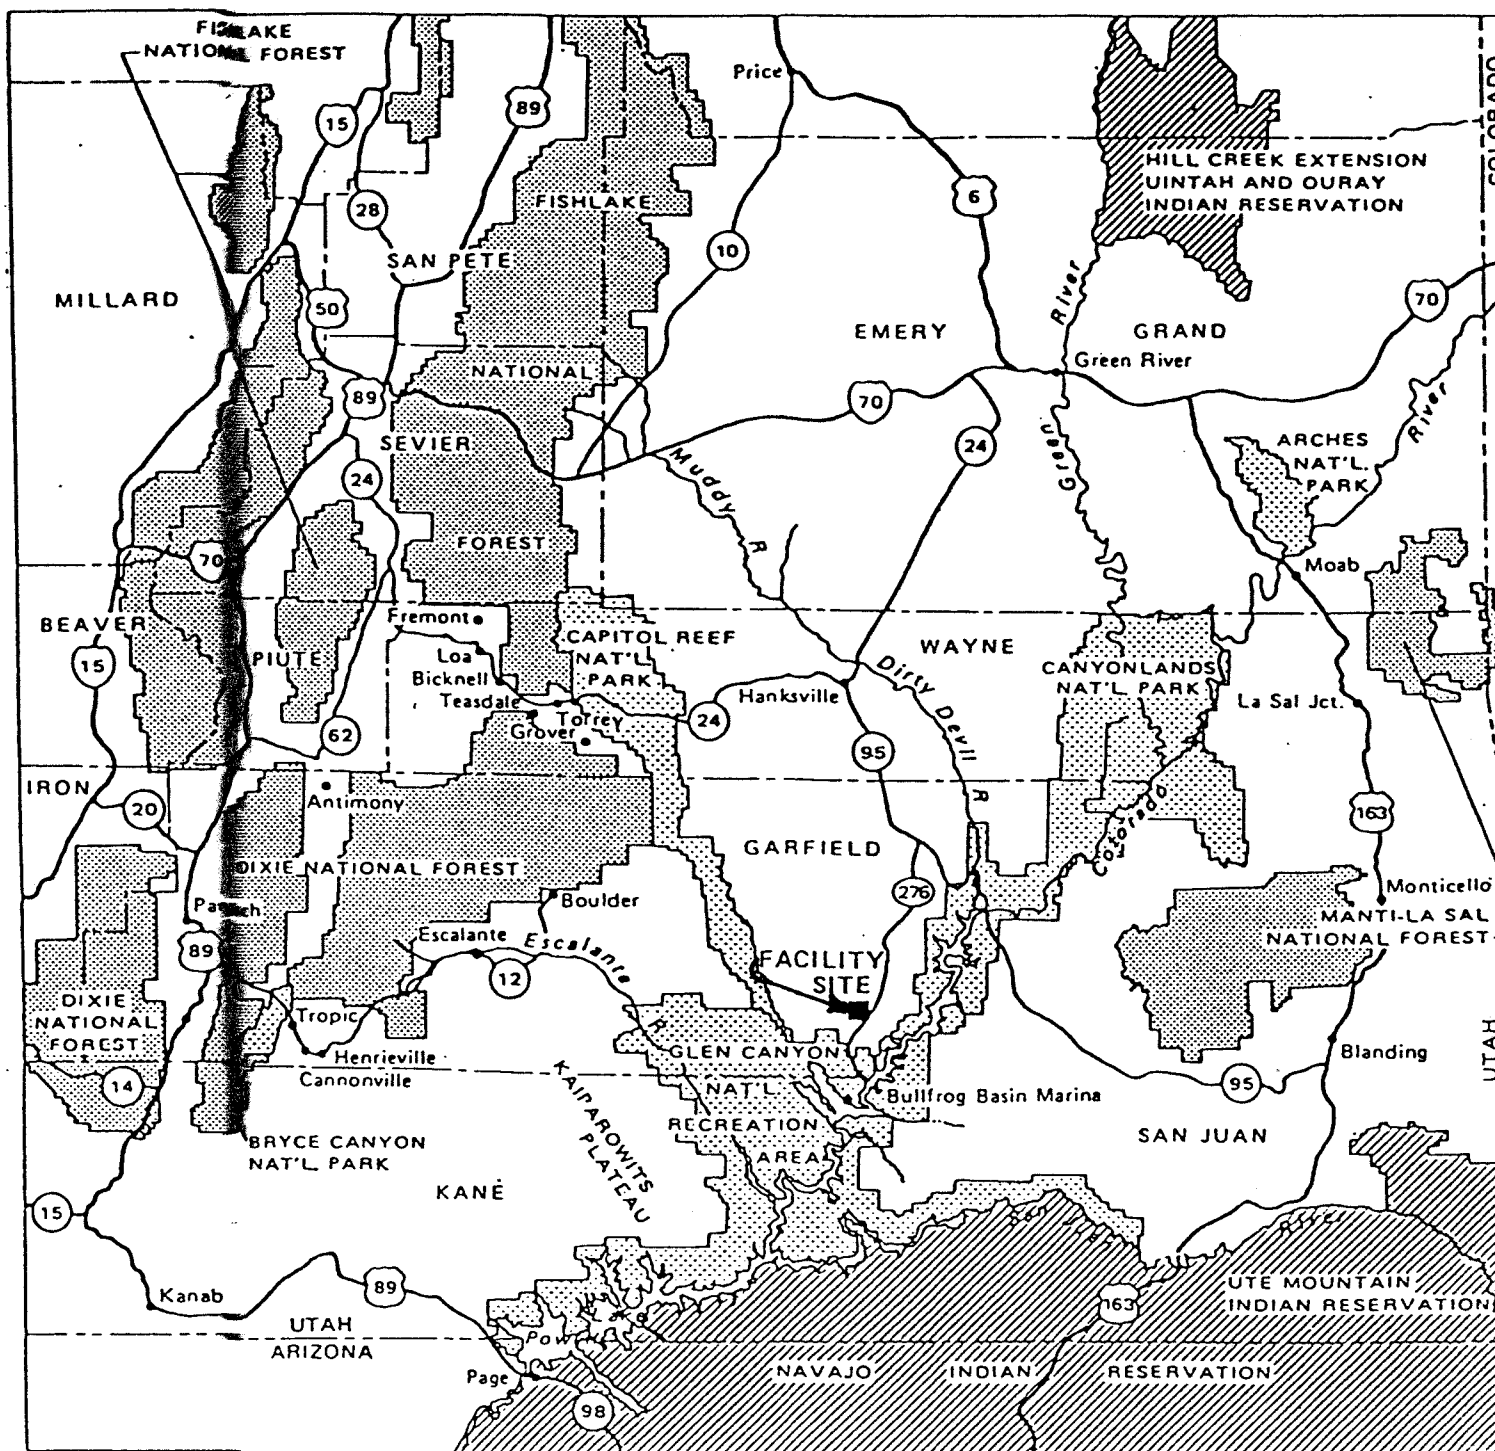 FISHLAKE
NATIONAL FOREST
Price
COLORADO
15
89
28
FISHLAKE
10
6
HILL CREEK EXTENSION
UINTAH AND OURAY
INDIAN RESERVATION
SAN PETE
MILLARD
50
River
70
EMERY
GRAND
Green River
NATIONAL
89
70
River
SEVIER
24
24
Green
ARCHES
NAT'L.
PARK
Muddy R
FOREST
70
Moab
BEAVER
Fremont
CAPITOL REEF
NAT'L
PARK
WAYNE
15
PIUTE
Loa
Bicknell
Teasdale
Torrey
Grover
Hanksville
Dirty Devil R
CANYONLANDS
NAT'L PARK
La Sal Jct.
62
24
95
IRON
20
Antimony
Colorado
163
DIXIE NATIONAL FOREST
GARFIELD
276
Boulder
Monticello
MANTI-LA SAL
NATIONAL FOREST
89
Escalante
12
Escalante R
FACILITY
SITE
DIXIE
NATIONAL
FOREST
Tropic
Henrieville
Cannonville
GLEN CANYON
NAT'L
RECREATION
AREA
Blanding
UTAH
14
95
KAIPAROWITS
PLATEAU
Bullfrog Basin Marina
BRYCE CANYON
NAT'L PARK
SAN JUAN
KANE
15
River
Kanab
89
163
UTE MOUNTAIN
INDIAN RESERVATION
UTAH
ARIZONA
Page
98
NAVAJO INDIAN RESERVATION